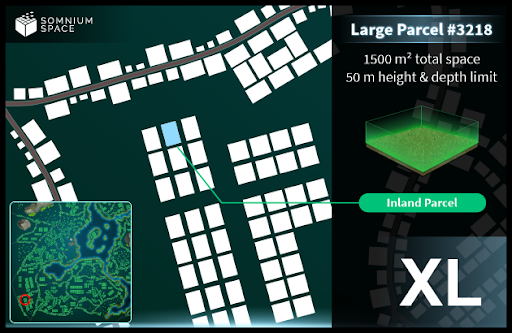 SOMNIUM
SPACE
Large Parcel #3218
1500 m² total space
50 m height & depth limit
Inland Parcel
XL